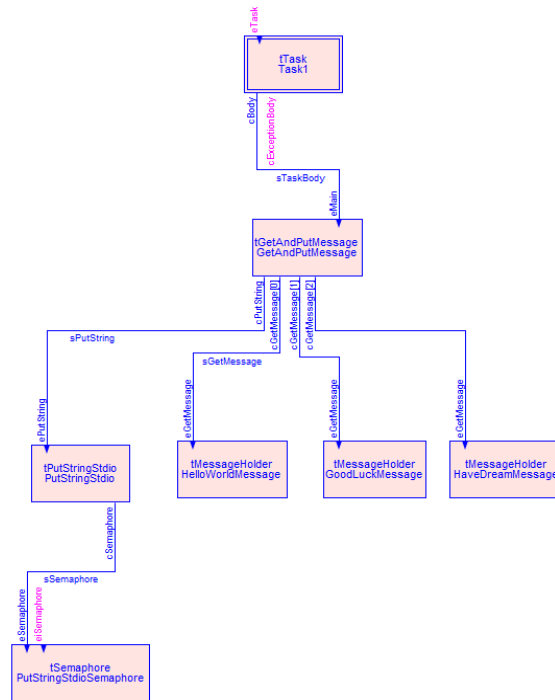 eTask
tTask
Task1
cBody
cExceptionBody
sTaskBody
eMain
tGetAndPutMessage
GetAndPutMessage
cPutString
cGetMessage[0]
cGetMessage[1]
cGetMessage[2]
sPutString
sGetMessage
ePutString
eGetMessage
eGetMessage
eGetMessage
tPutStringStdio
PutStringStdio
tMessageHolder
HelloWorldMessage
tMessageHolder
GoodLuckMessage
tMessageHolder
HaveDreamMessage
cSemaphore
sSemaphore
eSemaphore
eiSemaphore
tSemaphore
PutStringStdioSemaphore